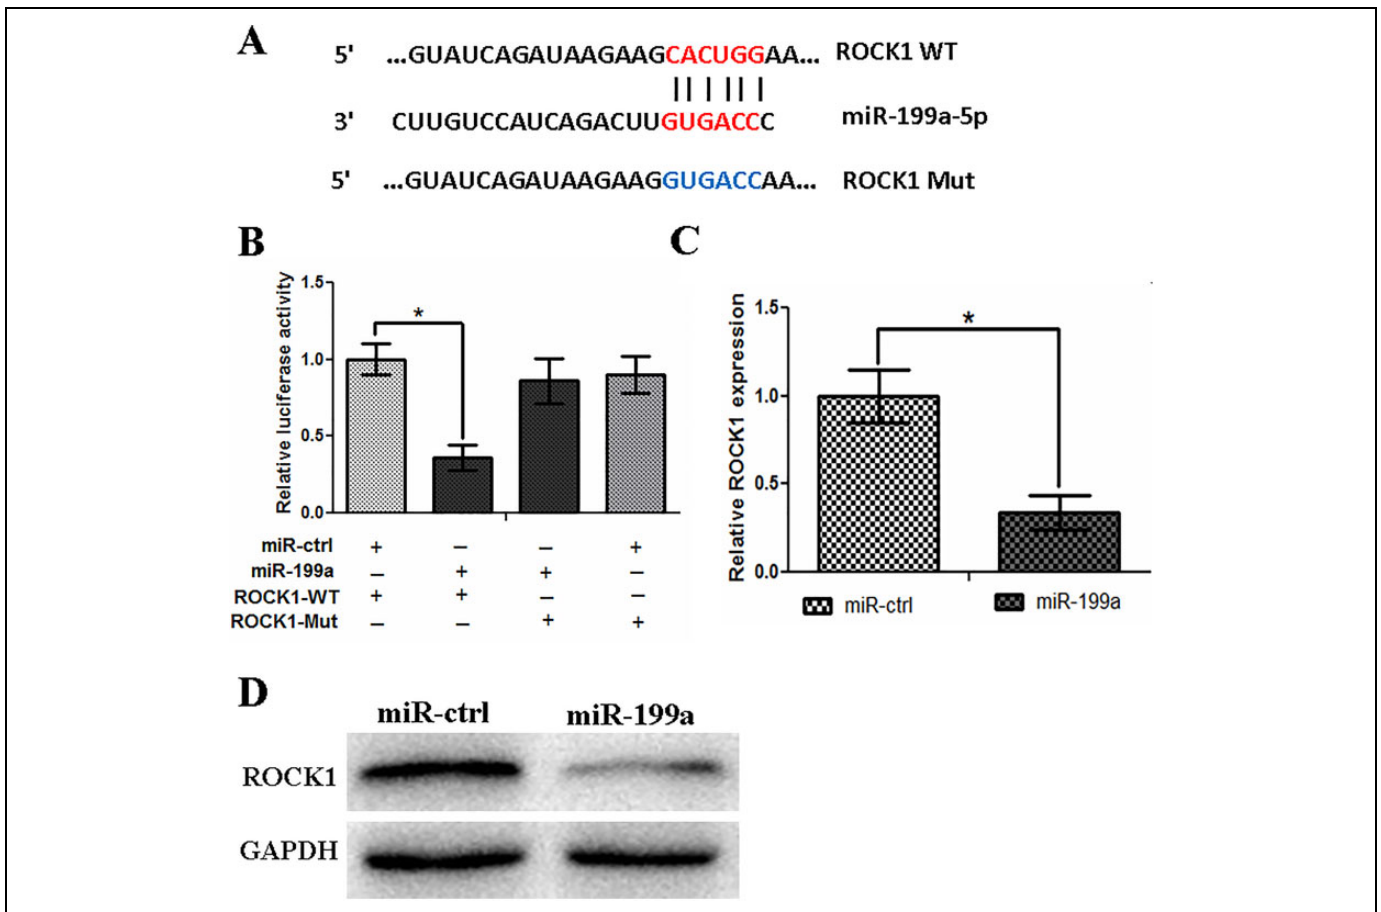 A
5' ...GUAUCAGAUAAGAAGCACUGGAA... ROCK1 WT
3' CUUGUCCAUCAGACUUGUGACCC miR-199a-5p
5' ...GUAUCAGAUAAGAAGGUGACCAA... ROCK1 Mut
B
Relative luciferase activity
1.5
1.0
0.5
0.0
*
miR-ctrl + – – +
miR-199a – + + –
ROCK1-WT + + – –
ROCK1-Mut – – + +
C
Relative ROCK1 expression
1.5
1.0
0.5
0.0
*
miR-ctrl miR-199a
D
miR-ctrl miR-199a
ROCK1
GAPDH